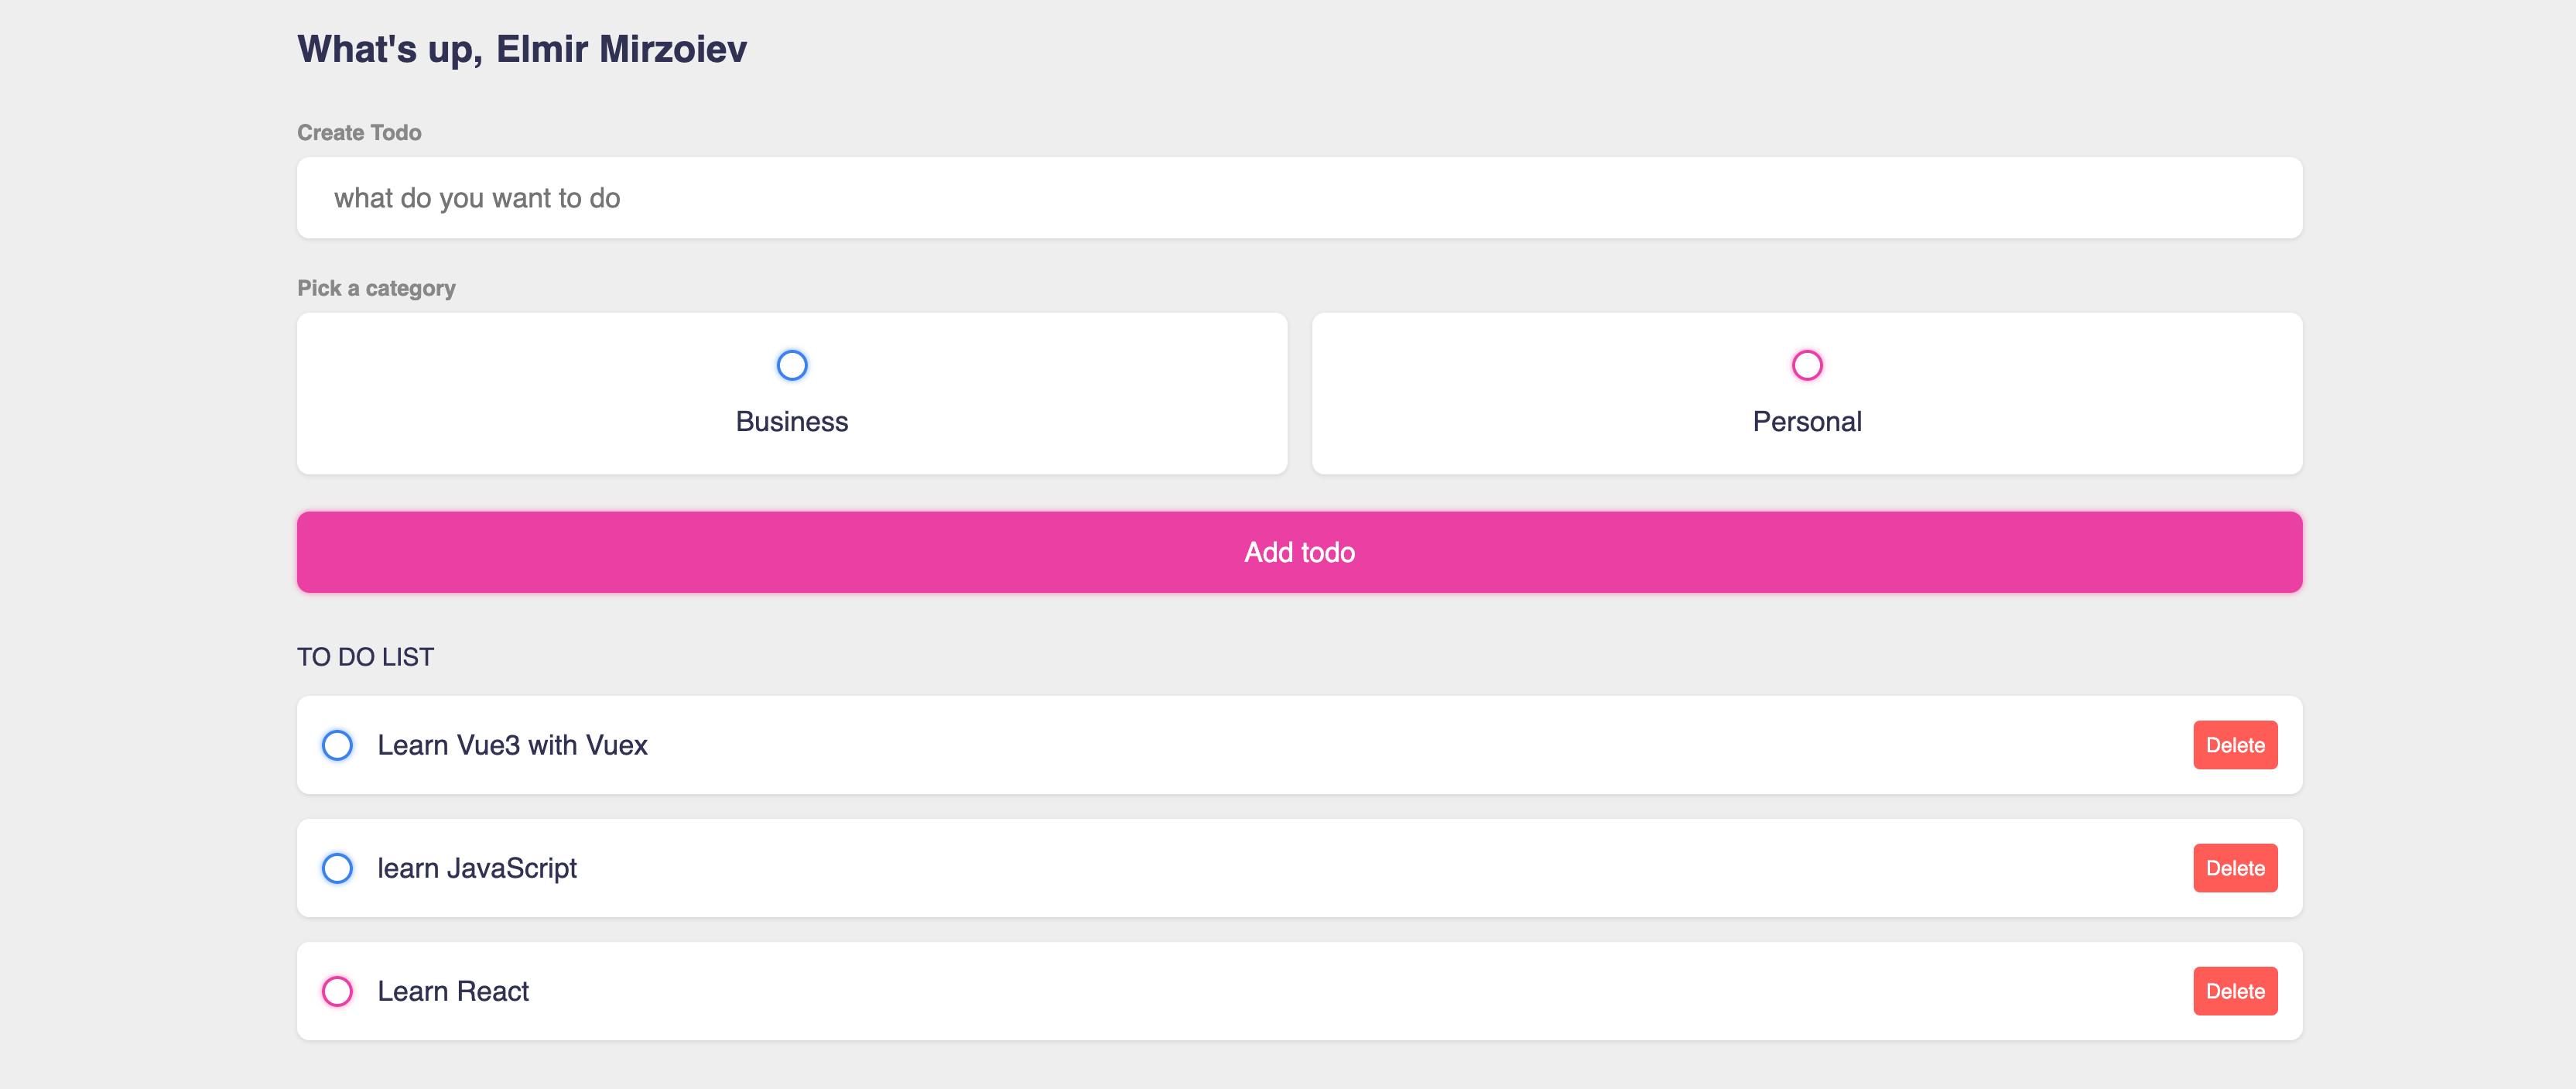 What's up, Elmir Mirzoiev
Create Todo
what do you want to do
Pick a category
Business
Personal
Add todo
TO DO LIST
Learn Vue3 with Vuex
Delete
learn JavaScript
Delete
Learn React
Delete